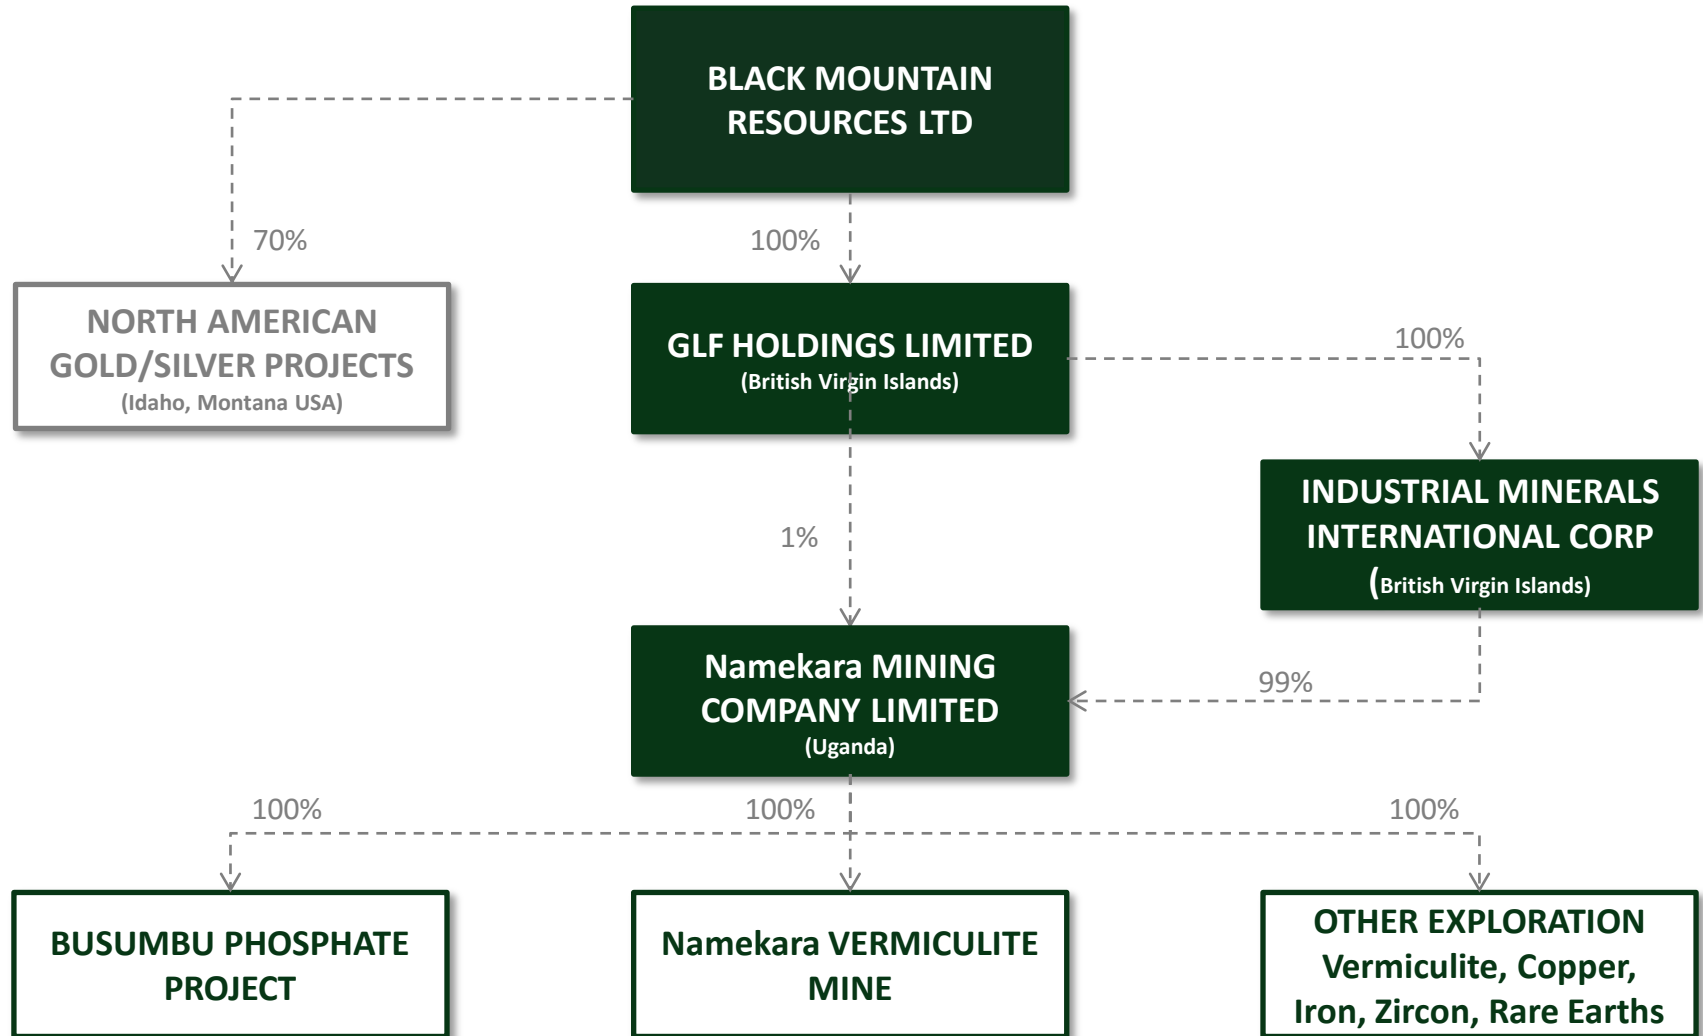 BLACK MOUNTAIN
RESOURCES LTD
70%
100%
NORTH AMERICAN
GOLD/SILVER PROJECTS
(Idaho, Montana USA)
GLF HOLDINGS LIMITED
(British Virgin Islands)
100%
INDUSTRIAL MINERALS
INTERNATIONAL CORP
(British Virgin Islands)
1%
Namekara MINING
COMPANY LIMITED
(Uganda)
99%
100%
100%
100%
BUSUMBU PHOSPHATE
PROJECT
Namekara VERMICULITE
MINE
OTHER EXPLORATION
Vermiculite, Copper,
Iron, Zircon, Rare Earths